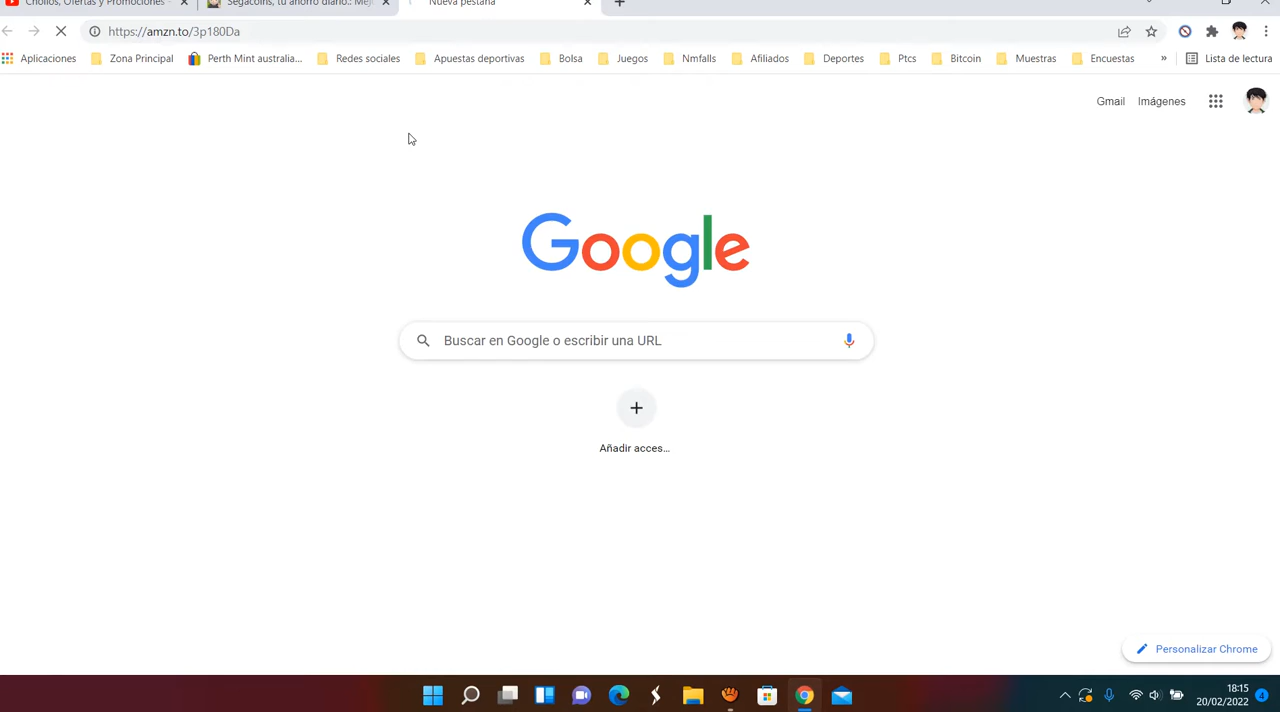 Chollos, Ofertas y Promociones - Segacoins, tu ahorro diario.: Mej Nueva pestaña
https://amzn.to/3p180Da
Aplicaciones Zona Principal Perth Mint australia... Redes sociales Apuestas deportivas Bolsa Juegos Nmfalls Afiliados Deportes Ptcs Bitcoin Muestras Encuestas » Lista de lectura
Gmail Imágenes
Google
Buscar en Google o escribir una URL
Añadir acces...
Personalizar Chrome
18:15
20/02/2022 4